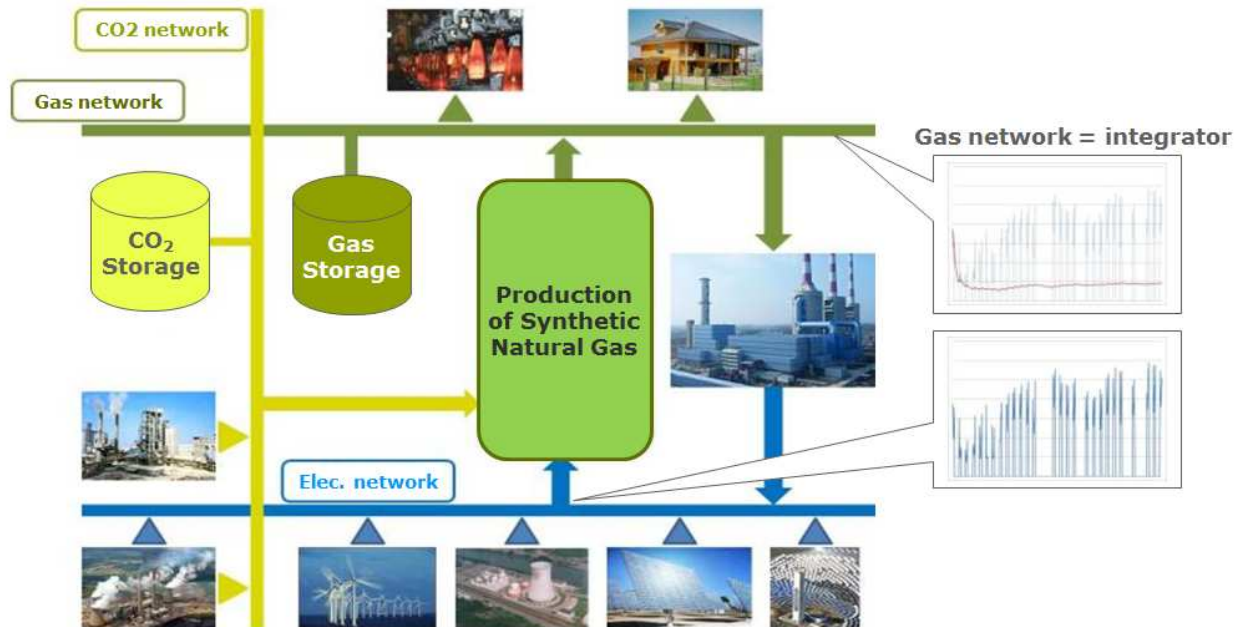 CO2 network
Gas network
Gas network = integrator
CO₂
Storage
Gas
Storage
Production
of Synthetic
Natural Gas
Elec. network